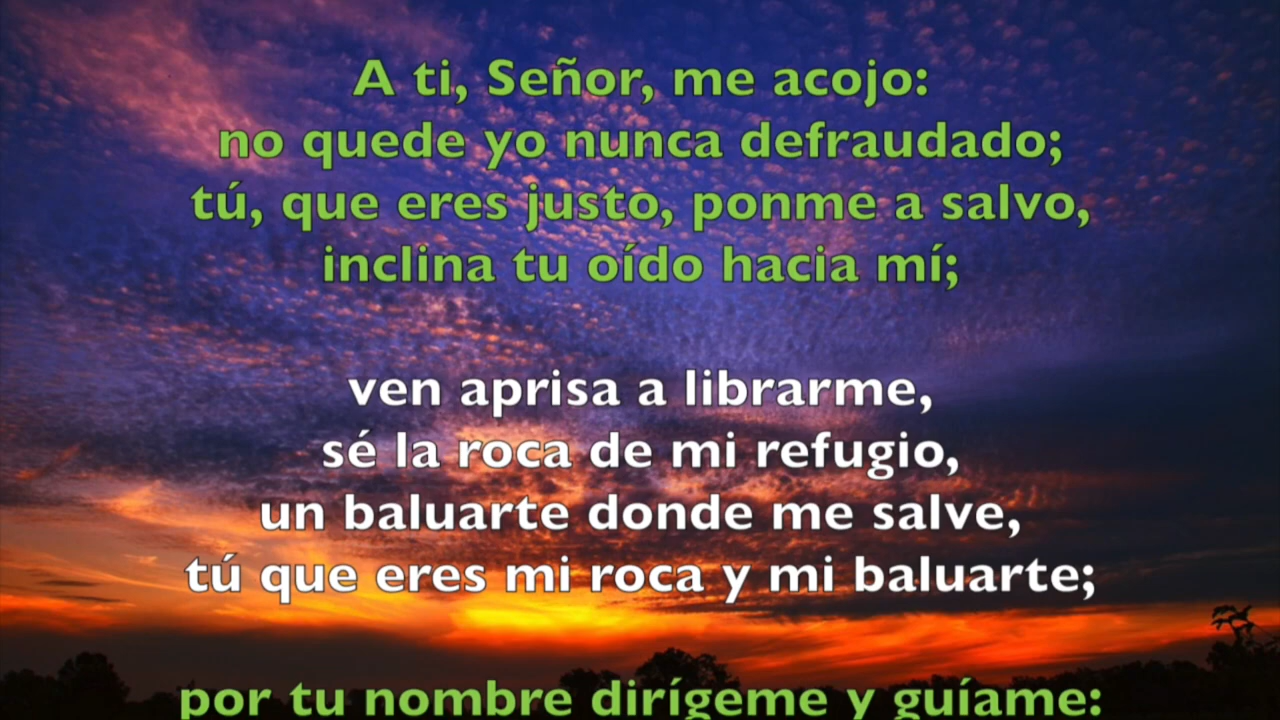 A ti, Señor, me acojo:
no quede yo nunca defraudado;
tú, que eres justo, ponme a salvo,
inclina tu oído hacia mí;
ven aprisa a librarme,
sé la roca de mi refugio,
un baluarte donde me salve,
tú que eres mi roca y mi baluarte;
por tu nombre dirígeme y guíame: